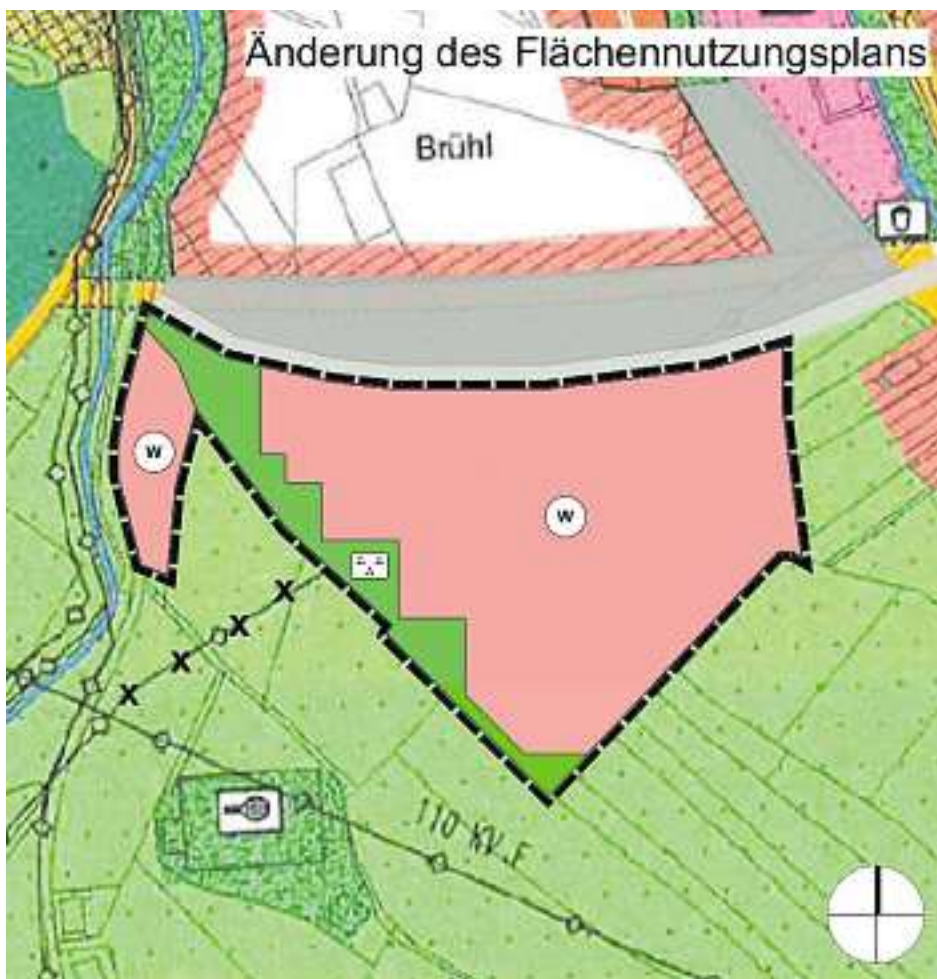 Änderung des Flächennutzungsplans
Brühl
W
W
X
X
X
X
110 KV.F